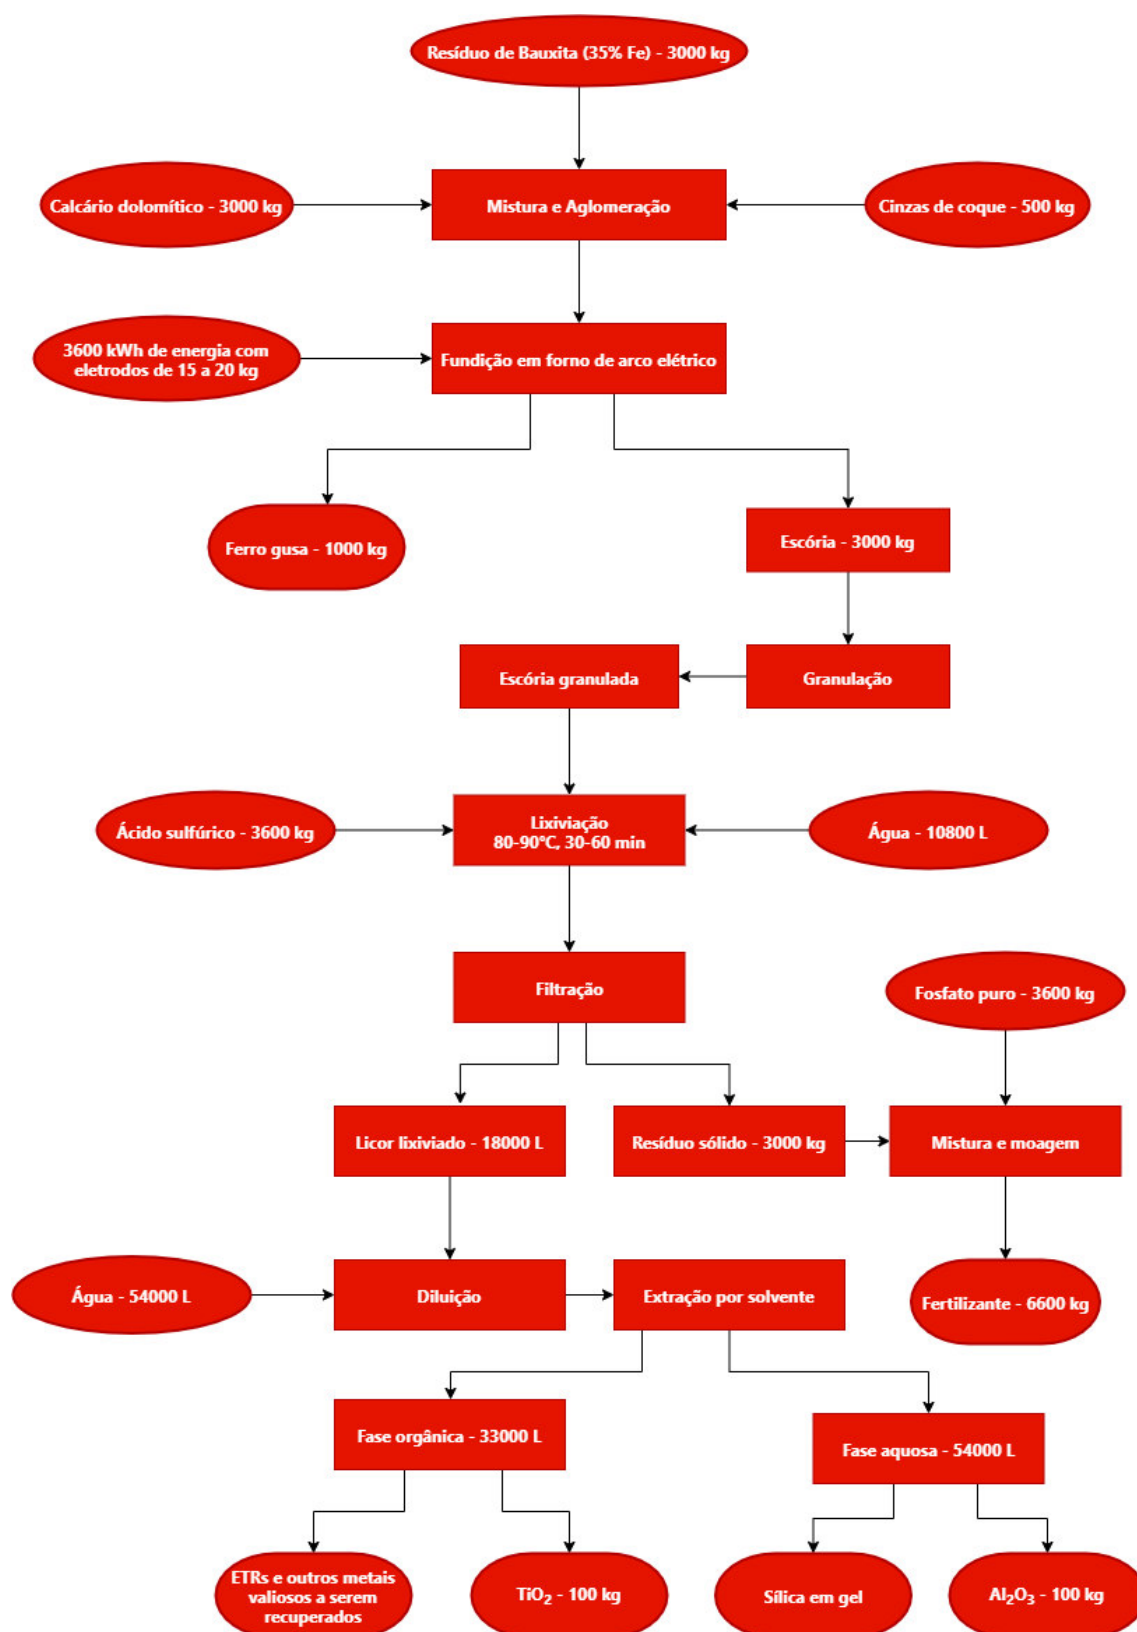 Resíduo de Bauxita (35% Fe) - 3000 kg
Calcário dolomítico - 3000 kg
Mistura e Aglomeração
Cinzas de coque - 500 kg
3600 kWh de energia com
eletrodos de 15 a 20 kg
Fundição em forno de arco elétrico
Ferro gusa - 1000 kg
Escória - 3000 kg
Escória granulada
Granulação
Ácido sulfúrico - 3600 kg
Lixiviação
80-90°C, 30-60 min
Água - 10800 L
Filtração
Fosfato puro - 3600 kg
Licor lixiviado - 18000 L
Resíduo sólido - 3000 kg
Mistura e moagem
Água - 54000 L
Diluição
Extração por solvente
Fertilizante - 6600 kg
Fase orgânica - 33000 L
Fase aquosa - 54000 L
ETRs e outros metais
valiosos a serem
recuperados
TiO₂ - 100 kg
Sílica em gel
Al₂O₃ - 100 kg